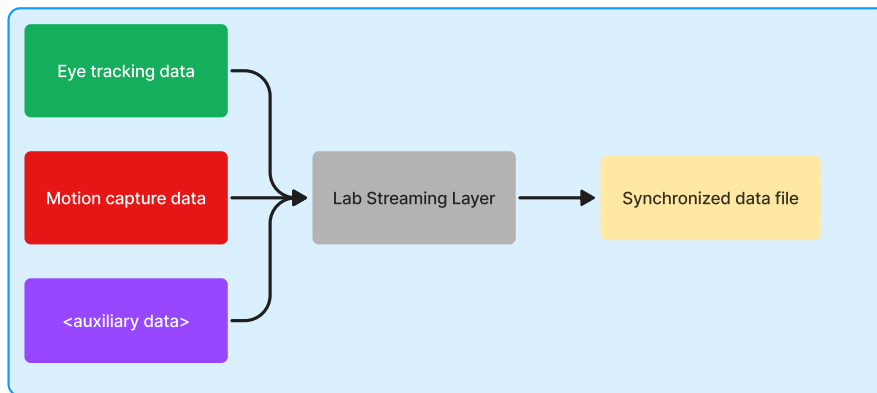 Eye tracking data
Motion capture data
Lab Streaming Layer
Synchronized data file
<auxiliary data>